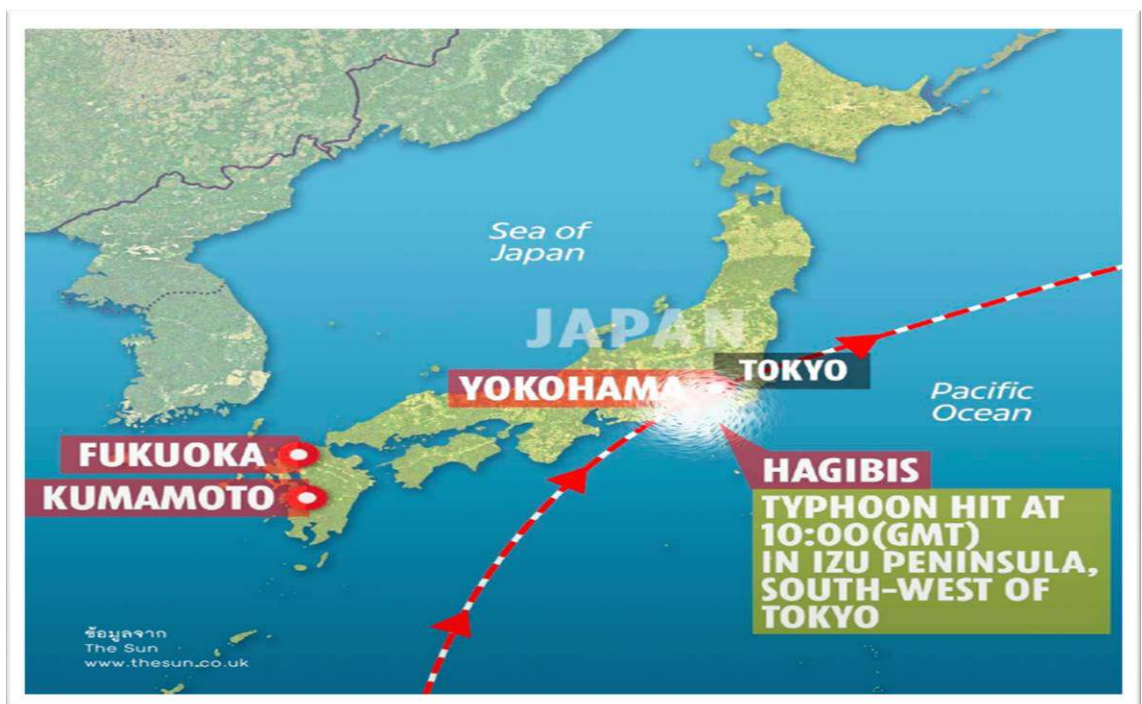 Sea of
Japan
JAPAN
TOKYO
YOKOHAMA
Pacific
Ocean
FUKUOKA
KUMAMOTO
HAGIBIS
TYPHOON HIT AT
10:00(GMT)
IN IZU PENINSULA,
SOUTH-WEST OF
TOKYO
ข้อมูลจาก
The Sun
www.thesun.co.uk